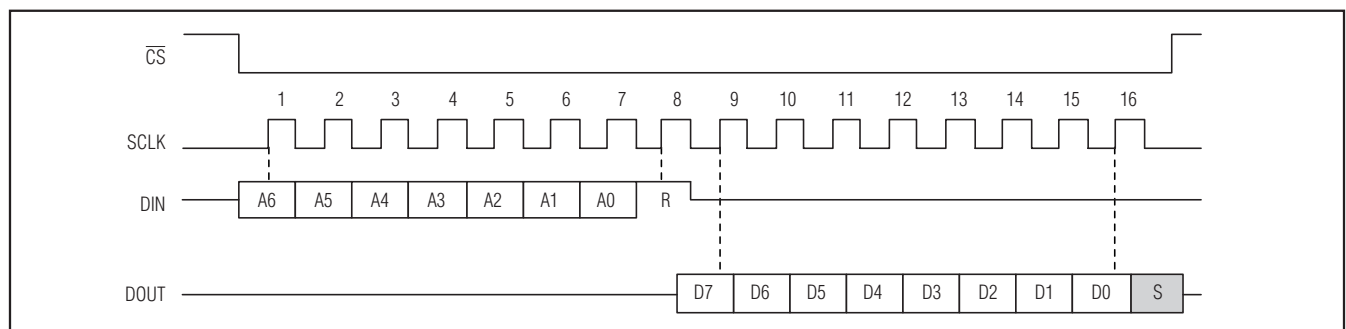 CS
1 2 3 4 5 6 7 8 9 10 11 12 13 14 15 16
SCLK
DIN A6 A5 A4 A3 A2 A1 A0 R
DOUT D7 D6 D5 D4 D3 D2 D1 D0 S